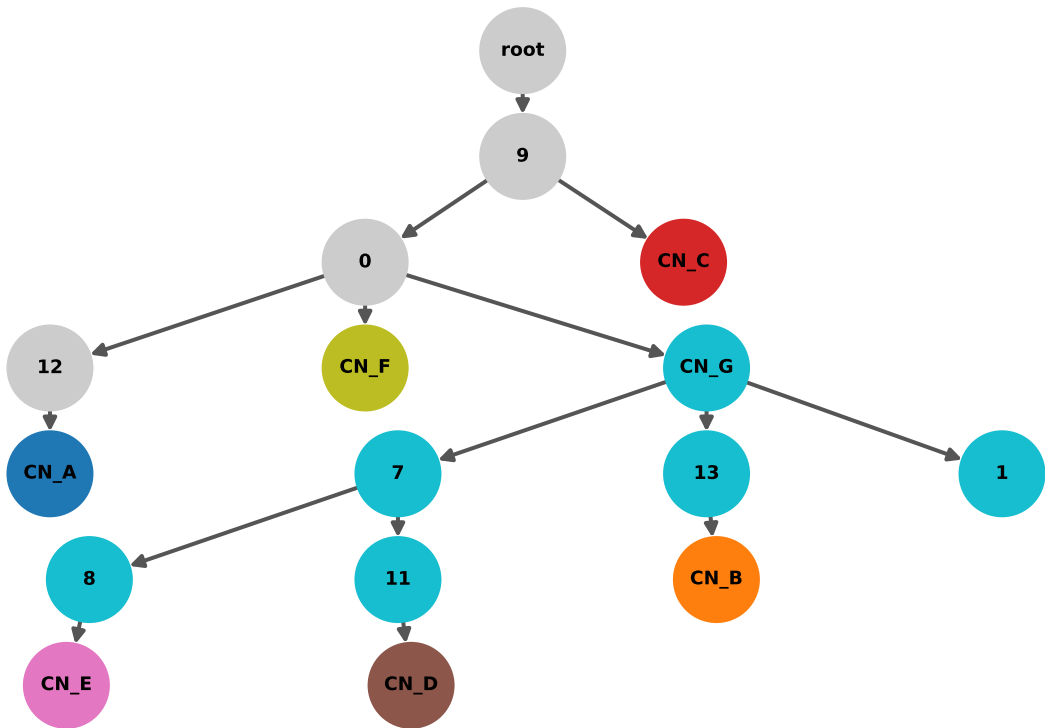 root
9
0
CN_C
12
CN_F
CN_G
CN_A
7
13
1
8
11
CN_B
CN_E
CN_D